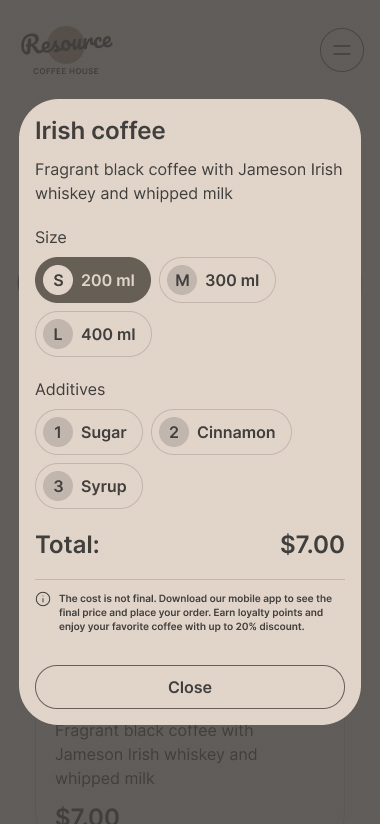 Resource
COFFEE HOUSE
Irish coffee
Fragrant black coffee with Jameson Irish
whiskey and whipped milk
Size
S 200 ml
M 300 ml
L 400 ml
Additives
1 Sugar
2 Cinnamon
3 Syrup
Total: $7.00
The cost is not final. Download our mobile app to see the
final price and place your order. Earn loyalty points and
enjoy your favorite coffee with up to 20% discount.
Close
Fragrant black coffee with
Jameson Irish whiskey and
whipped milk
$7.00